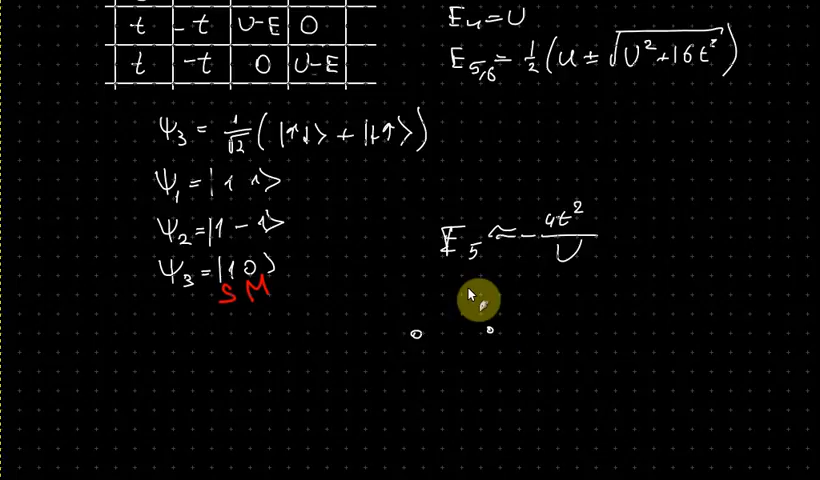 t -t U-E 0
t -t 0 U-E
E₄ = U
E₅,₆ = 1/2 (U ± √U² + 16t²)
Ψ₃ = 1/√2 (|↑↓> + |↓↑>)
Ψ₁ = |1 1>
Ψ₂ = |1 -1>
Ψ₃ = |1 0>
S M
E₅ ≈ - 4t²/U